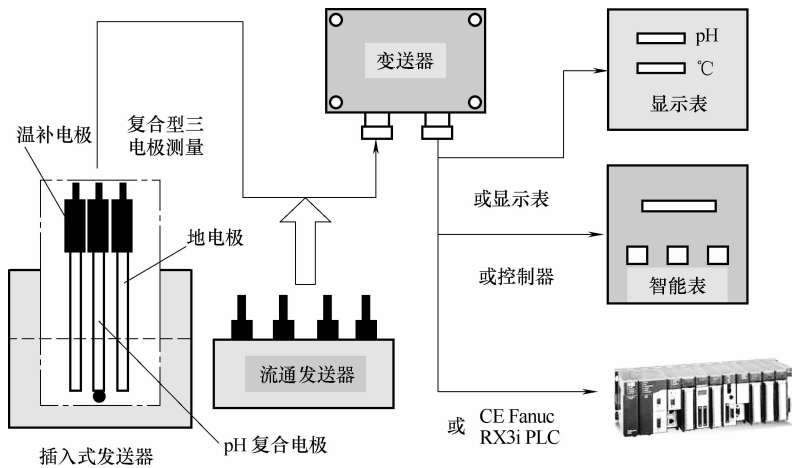 变送器
pH
℃
显示表
温补电极
复合型三
电极测量
地电极
或显示表
或控制器
智能表
流通发送器
或 CE Fanuc
RX3i PLC
pH 复合电极
插入式发送器